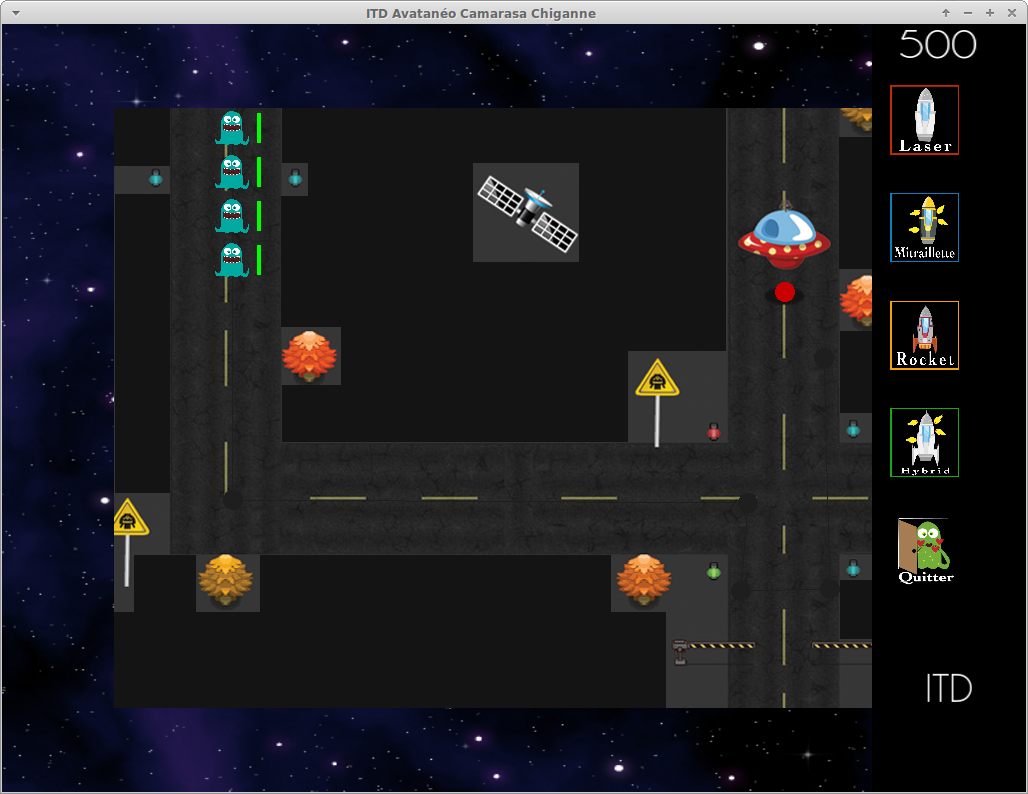 ITD Avatanéo Camarasa Chiganne
500
Laser
Mitraillette
Rocket
Hybrid
Quitter
ITD